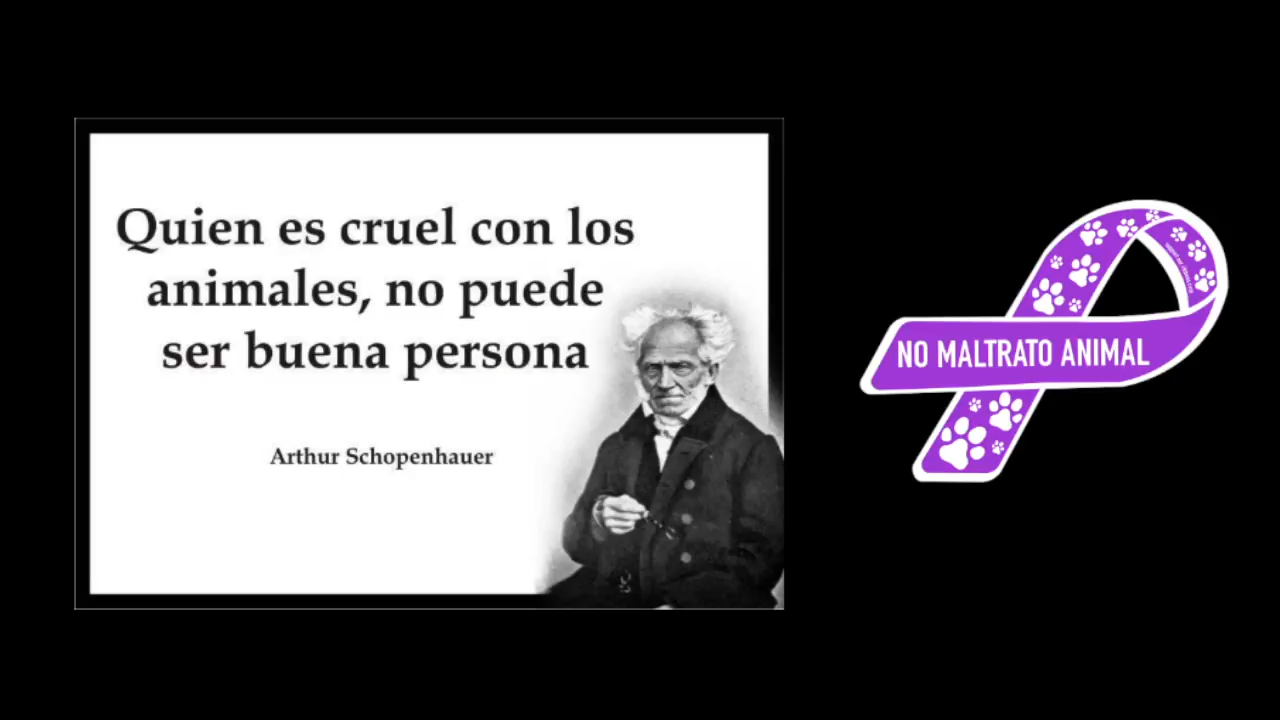 Quien es cruel con los
animales, no puede
ser buena persona
Arthur Schopenhauer
NO MALTRATO ANIMAL